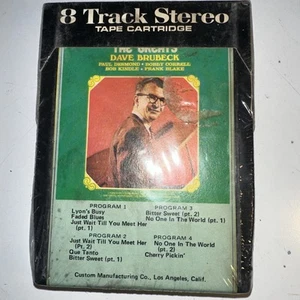 8 Track Stereo
TAPE CARTRIDGE
THE GREATS
DAVE BRUBECK
PAUL DESMOND • BOBBY CORRELL
ROD KINDLE • FRANK BLAKE
PROGRAM 1
Lyon's Busy
Faded Blues
Just Wait Till You Meet Her
(pt. 1)
PROGRAM 2
Just Wait Till You Meet Her
(Pt. 2)
Que Tanto
Bitter Sweet (pt. 1)
PROGRAM 3
Bitter Sweet (pt. 2)
No One In The World (pt. 1)
PROGRAM 4
No One In The World
(pt. 2)
Cherry Pickin'
Custom Manufacturing Co., Los Angeles, Calif.